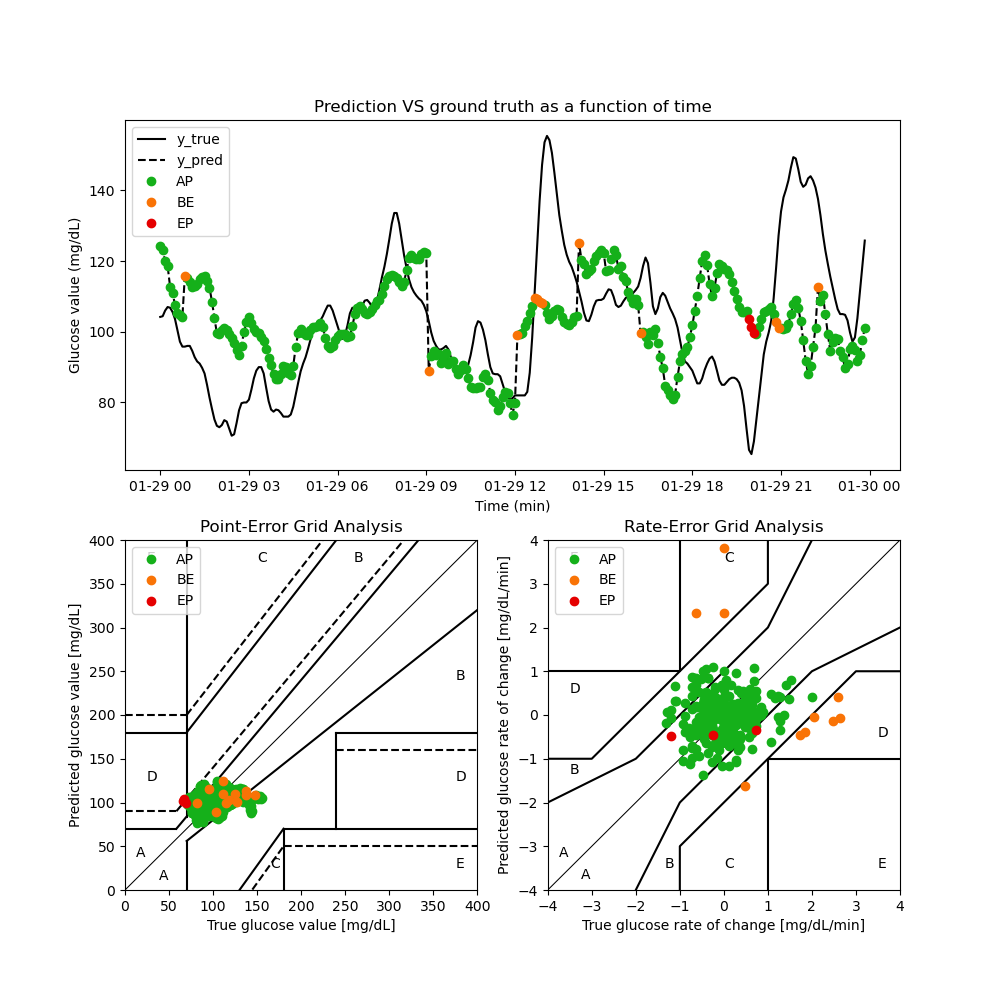 Prediction VS ground truth as a function of time
Glucose value (mg/dL)
140
120
100
80
y_true
y_pred
AP
BE
EP
01-29 00 01-29 03 01-29 06 01-29 09 01-29 12 01-29 15 01-29 18 01-29 21 01-30 00
Time (min)
Point-Error Grid Analysis
Predicted glucose value [mg/dL]
400
350
300
250
200
150
100
50
0
AP
BE
EP
C
B
B
D
D
A
A
C
E
0 50 100 150 200 250 300 350 400
True glucose value [mg/dL]
Rate-Error Grid Analysis
Predicted glucose rate of change [mg/dL/min]
4
3
2
1
0
−1
−2
−3
−4
AP
BE
EP
C
D
D
B
A
A
B
C
E
−4 −3 −2 −1 0 1 2 3 4
True glucose rate of change [mg/dL/min]